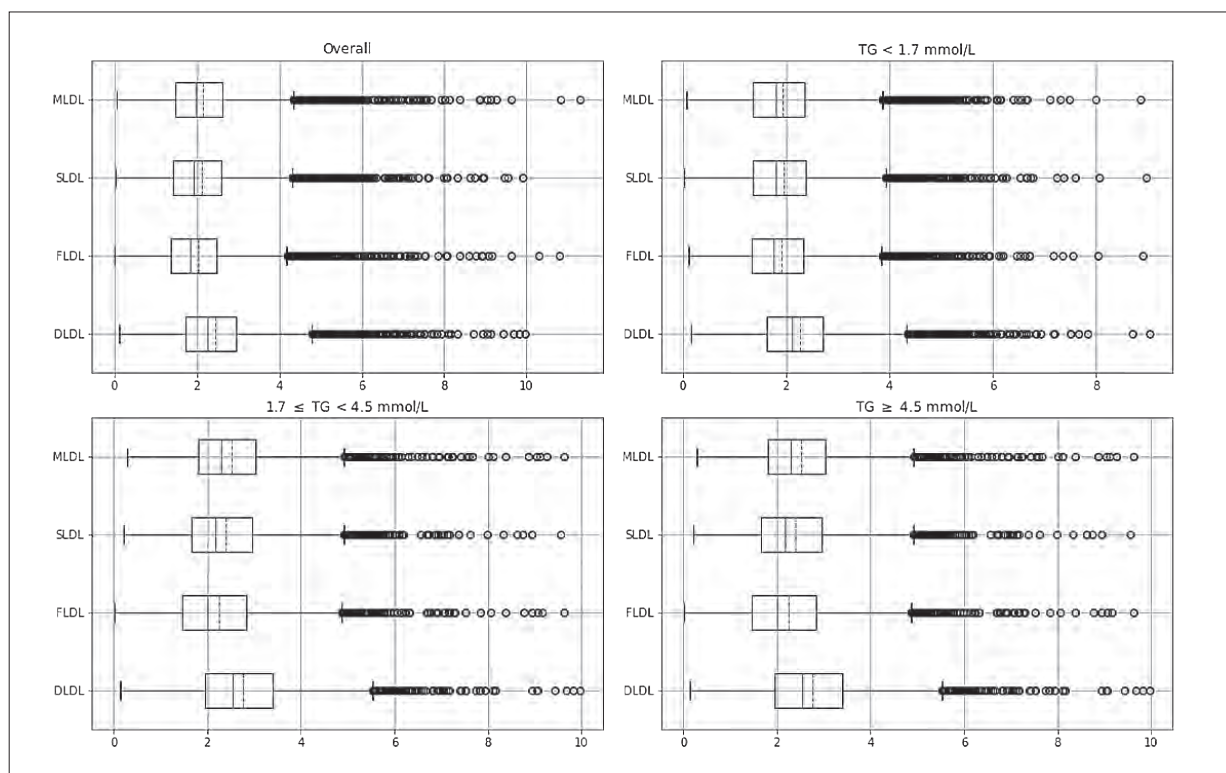 Overall
MLDL
SLDL
FLDL
DLDL
0 2 4 6 8 10
TG < 1.7 mmol/L
MLDL
SLDL
FLDL
DLDL
0 2 4 6 8
1.7 ≤ TG < 4.5 mmol/L
MLDL
SLDL
FLDL
DLDL
0 2 4 6 8 10
TG ≥ 4.5 mmol/L
MLDL
SLDL
FLDL
DLDL
0 2 4 6 8 10